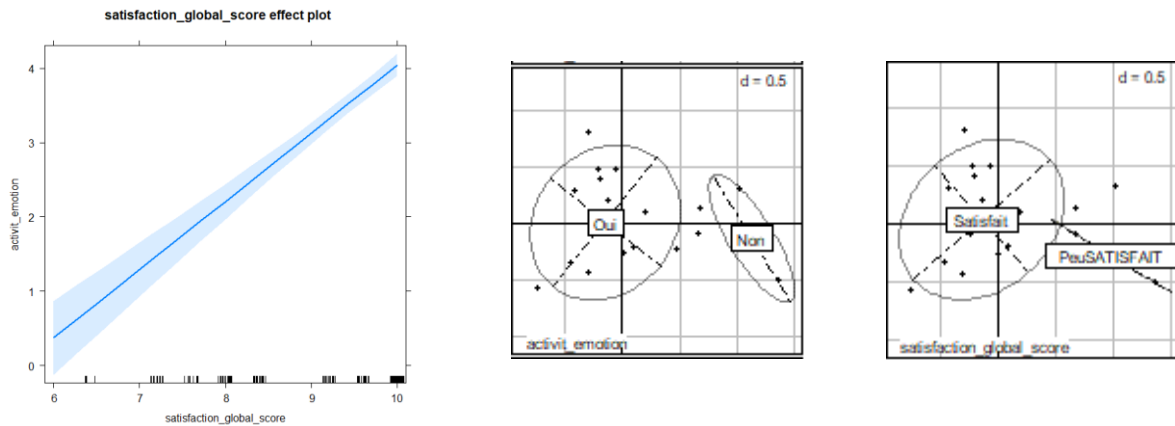 satisfaction_global_score effect plot
4
3
2
1
0
activit_emotion
6
7
8
9
10
satisfaction_global_score
d = 0.5
Oui
Non
activit_emotion
d = 0.5
Satisfait
PeuSATISFAIT
satisfaction_global_score